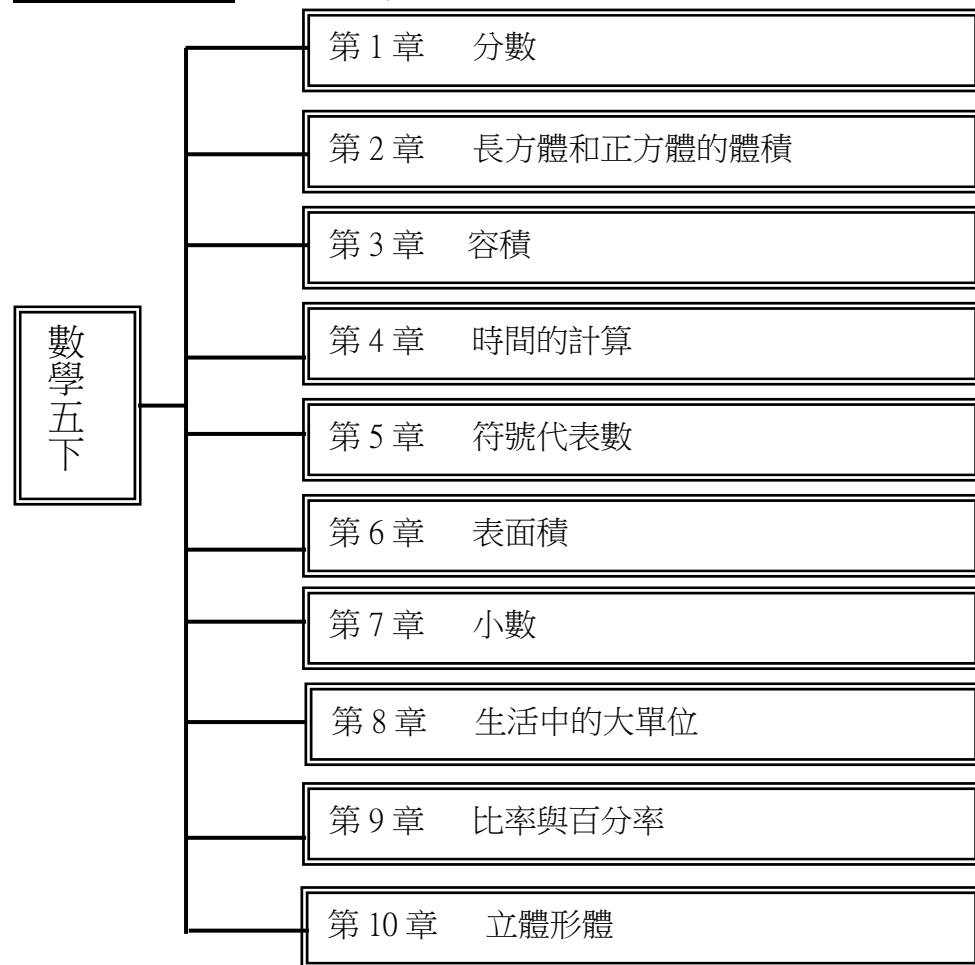 數學五下
第 1 章 分數
第 2 章 長方體和正方體的體積
第 3 章 容積
第 4 章 時間的計算
第 5 章 符號代表數
第 6 章 表面積
第 7 章 小數
第 8 章 生活中的大單位
第 9 章 比率與百分率
第 10 章 立體形體